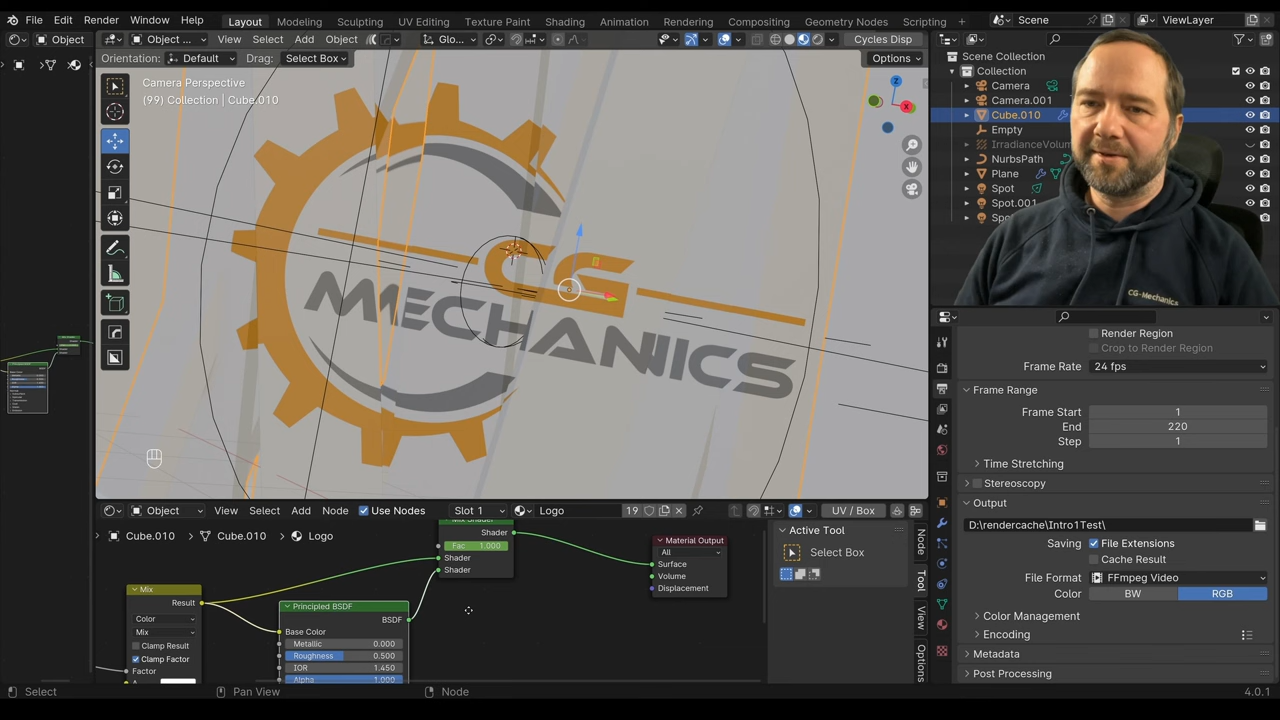 File Edit Render Window Help Layout Modeling Sculpting UV Editing Texture Paint Shading Animation Rendering Compositing Geometry Nodes Scripting + Scene ViewLayer
Object Object ... View Select Add Object Glo... Cycles Disp
Orientation: Default Drag: Select Box Options
Camera Perspective
(99) Collection | Cube.010
Z
X
CG
MECHANICS
Scene Collection
Collection
Camera
Camera.001
Cube.010
Empty
IrradianceVolum
NurbsPath
Plane
Spot
Spot.001
Sp
CG-Mechanics
Render Region
Crop to Render Region
Frame Rate 24 fps
Frame Range
Frame Start 1
End 220
Step 1
Time Stretching
Stereoscopy
Output
D:\rendercache\Intro1Test\
Saving File Extensions
Cache Result
File Format FFmpeg Video
Color BW RGB
Color Management
Encoding
Metadata
Post Processing
Object View Select Add Node Use Nodes Slot 1 Logo 19 UV / Box
Cube.010 > Cube.010 > Logo
Mix Shader
Shader
Fac 1.000
Shader
Shader
Material Output
All
Surface
Volume
Displacement
Mix
Result
Color
Mix
Clamp Result
Clamp Factor
Factor
Principled BSDF
BSDF
Base Color
Metallic 0.000
Roughness 0.500
IOR 1.450
Alpha 1.000
Active Tool
Select Box
Node
Tool
View
Options
Select Pan View Node 4.0.1